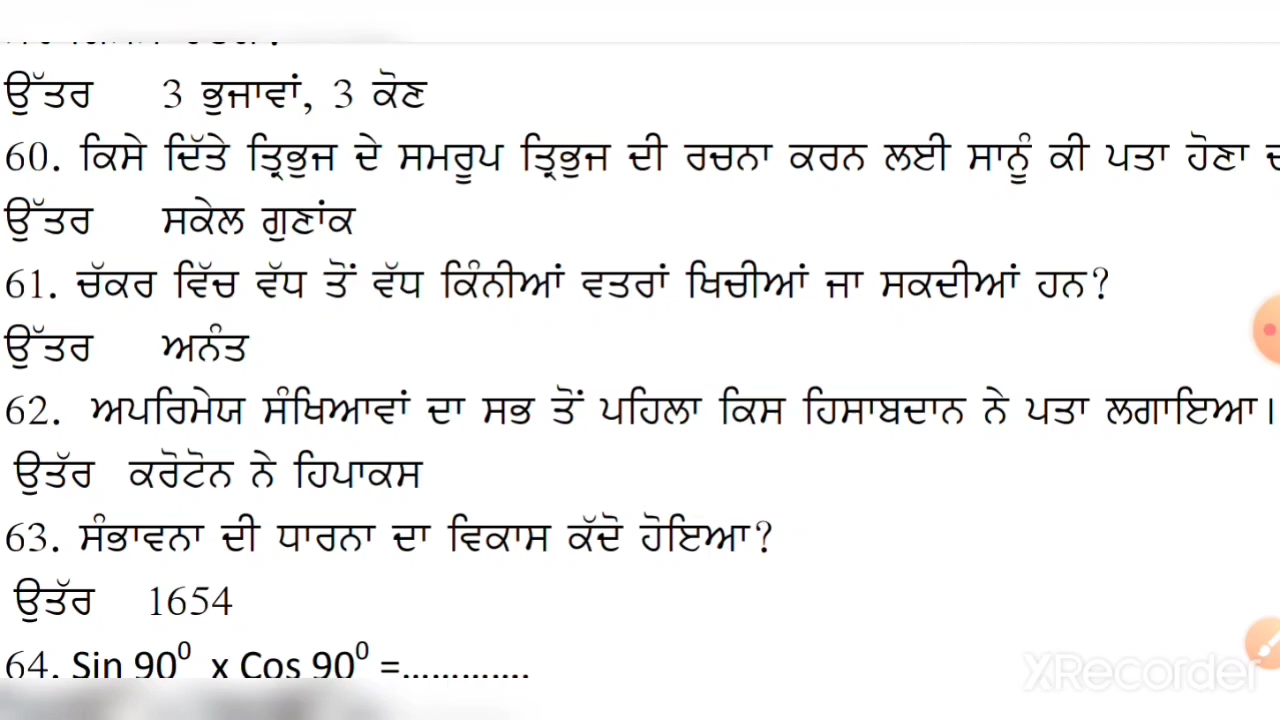 ਉੱਤਰ 3 ਭੁਜਾਵਾਂ, 3 ਕੋਣ
60. ਕਿਸੇ ਦਿੱਤੇ ਤ੍ਰਿਭੁਜ ਦੇ ਸਮਰੂਪ ਤ੍ਰਿਭੁਜ ਦੀ ਰਚਨਾ ਕਰਨ ਲਈ ਸਾਨੂੰ ਕੀ ਪਤਾ ਹੋਣਾ
ਉੱਤਰ ਸਕੇਲ ਗੁਣਾਂਕ
61. ਚੱਕਰ ਵਿੱਚ ਵੱਧ ਤੋਂ ਵੱਧ ਕਿੰਨੀਆਂ ਵਤਰਾਂ ਖਿਚੀਆਂ ਜਾ ਸਕਦੀਆਂ ਹਨ?
ਉੱਤਰ ਅਨੰਤ
62. ਅਪਰਿਮੇਯ ਸੰਖਿਆਵਾਂ ਦਾ ਸਭ ਤੋਂ ਪਹਿਲਾ ਕਿਸ ਹਿਸਾਬਦਾਨ ਨੇ ਪਤਾ ਲਗਾਇਆ।
ਉਤੱਰ ਕਰੋਟੋਨ ਨੇ ਹਿਪਾਕਸ
63. ਸੰਭਾਵਨਾ ਦੀ ਧਾਰਨਾ ਦਾ ਵਿਕਾਸ ਕੱਦੋ ਹੋਇਆ?
ਉਤੱਰ 1654
64. Sin 90⁰ x Cos 90⁰ =.............
XRecorder